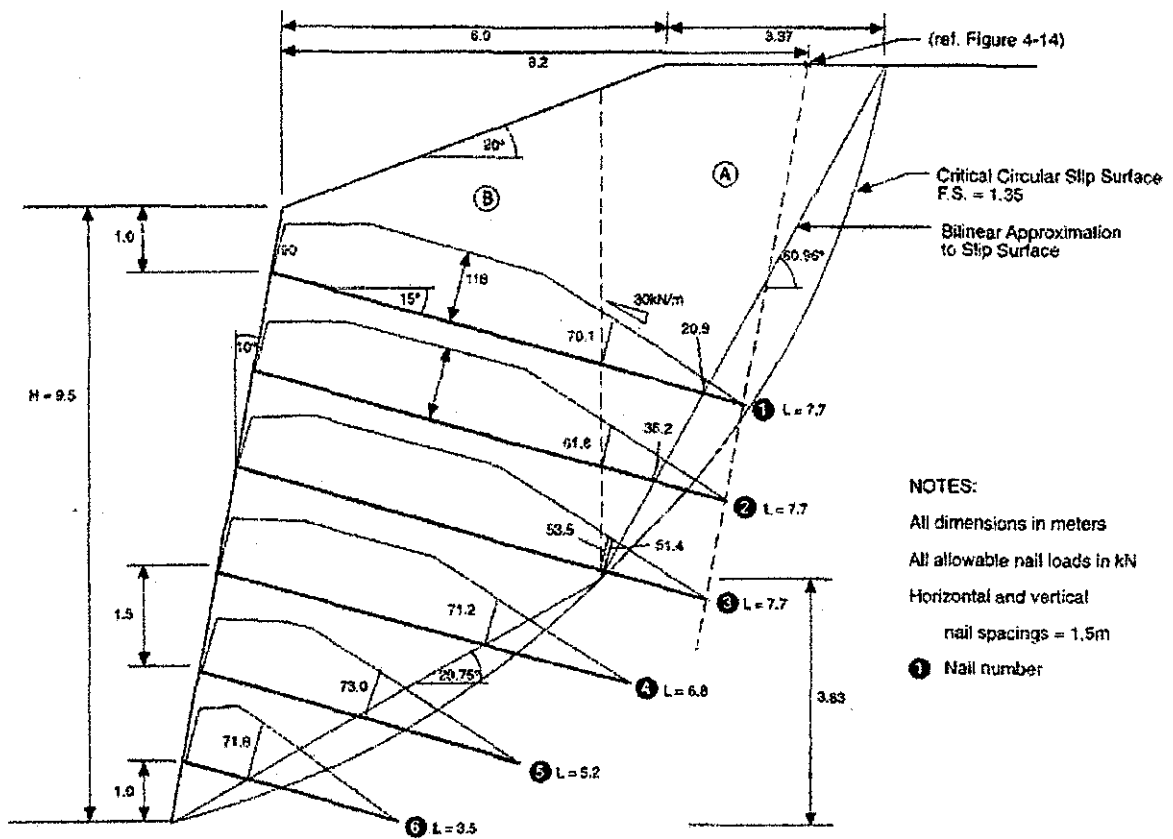 6.0
3.37
8.2
(ref. Figure 4-14)
20°
A
B
Critical Circular Slip Surface
F.S. = 1.35
Bilinear Approximation
to Slip Surface
60.96°
1.0
90
118
15°
30kN/m
70.1
20.9
10°
H = 9.5
1 L = 7.7
61.8
2 L = 7.7
53.5
51.4
3 L = 7.7
NOTES:
All dimensions in meters
All allowable nail loads in kN
Horizontal and vertical
nail spacings = 1.5m
1 Nail number
1.5
71.2
29.75°
4 L = 6.8
3.83
73.0
5 L = 5.2
71.8
1.0
6 L = 3.5